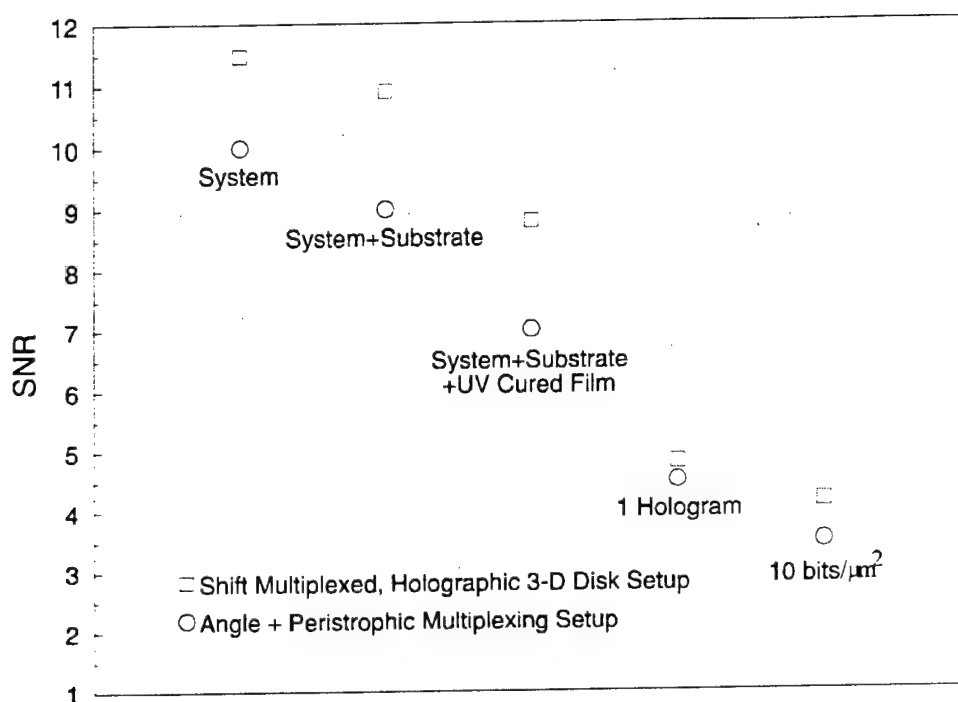 12
11
10
9
8
7
6
5
4
3
2
1
SNR
System
System+Substrate
System+Substrate
+UV Cured Film
1 Hologram
10 bits/μm²
Shift Multiplexed, Holographic 3-D Disk Setup
Angle + Peristrophic Multiplexing Setup